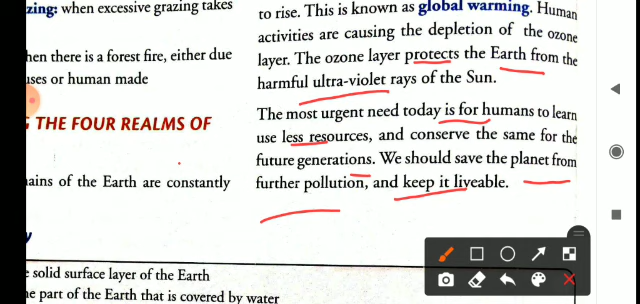 zing: when excessive grazing takes
hen there is a forest fire, either due
uses or human made
THE FOUR REALMS OF
ains of the Earth are constantly
y
solid surface layer of the Earth
e part of the Earth that is covered by water
to rise. This is known as global warming. Human
activities are causing the depletion of the ozone
layer. The ozone layer protects the Earth from the
harmful ultra-violet rays of the Sun.
The most urgent need today is for humans to learn
use less resources, and conserve the same for the
future generations. We should save the planet from
further pollution, and keep it liveable.